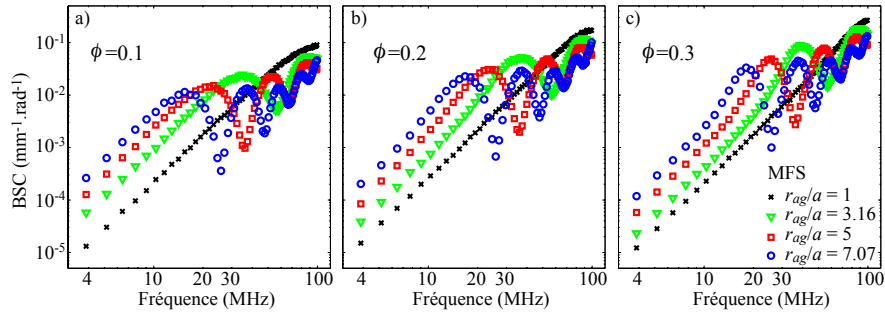 a)
b)
c)
ϕ=0.1
ϕ=0.2
ϕ=0.3
BSC (mm⁻¹.rad⁻¹)
10⁻¹
10⁻²
10⁻³
10⁻⁴
10⁻⁵
MFS
r_ag/a = 1
r_ag/a = 3.16
r_ag/a = 5
r_ag/a = 7.07
4 10 20 30 100
4 10 20 30 100
4 10 20 30 100
Fréquence (MHz)
Fréquence (MHz)
Fréquence (MHz)